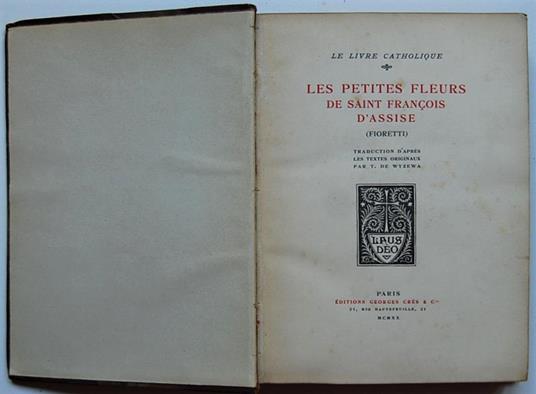 LE LIVRE CATHOLIQUE
LES PETITES FLEURS
DE SAINT FRANÇOIS
D'ASSISE
(FIORETTI)
TRADUCTION D'APRÈS
LES TEXTES ORIGINAUX
PAR T. DE WYZEWA
LAUS
DEO
PARIS
ÉDITIONS GEORGES CRÈS & Cie
21, RUE HAUTEFEUILLE, 21
MCMXX